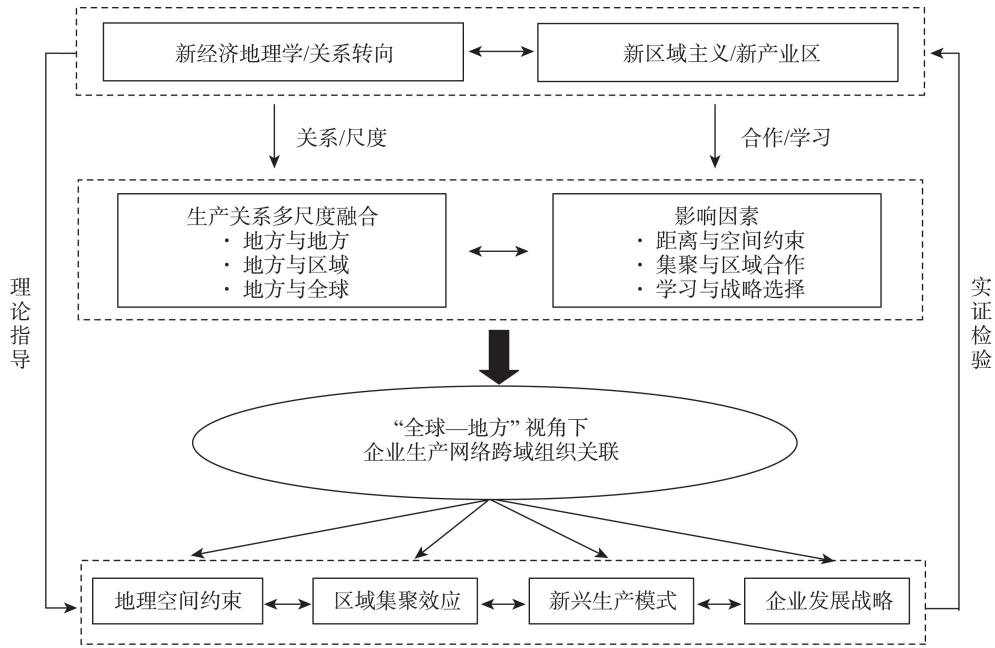 新经济地理学/关系转向
新区域主义/新产业区
关系/尺度
合作/学习
生产关系多尺度融合
· 地方与地方
· 地方与区域
· 地方与全球
影响因素
· 距离与空间约束
· 集聚与区域合作
· 学习与战略选择
理论指导
实证检验
“全球—地方” 视角下
企业生产网络跨域组织关联
地理空间约束
区域集聚效应
新兴生产模式
企业发展战略